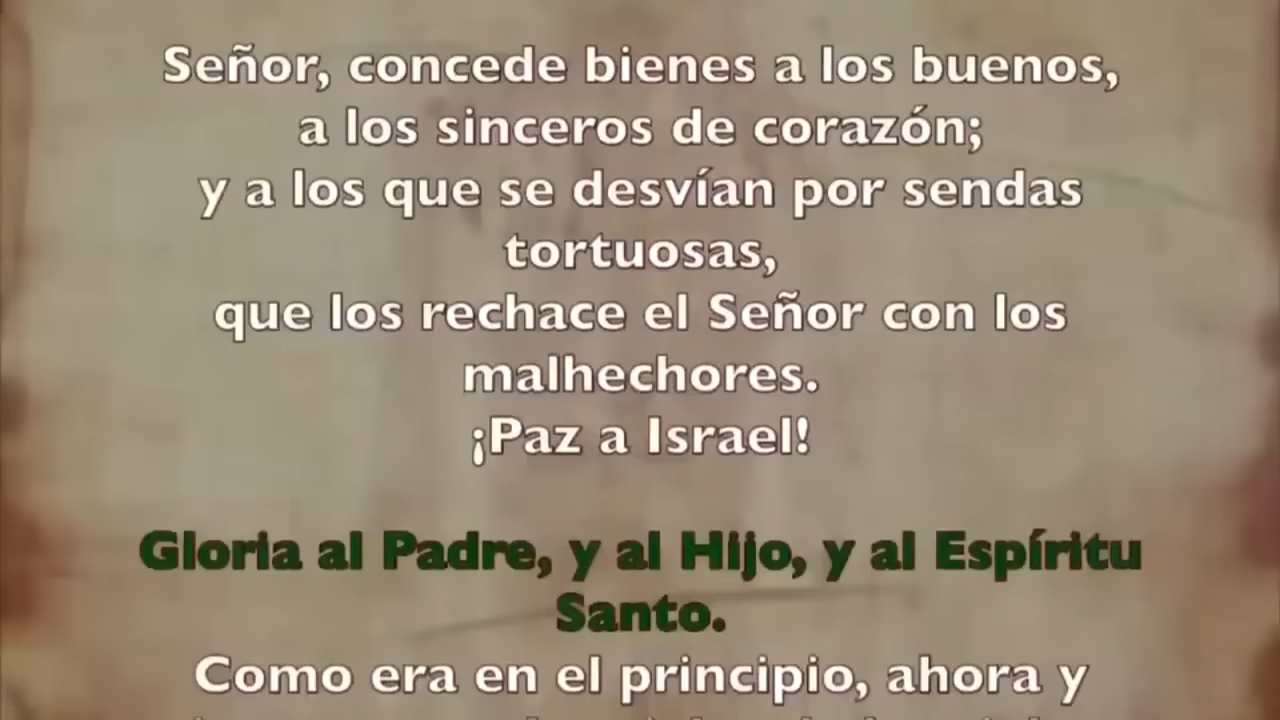 Señor, concede bienes a los buenos,
a los sinceros de corazón;
y a los que se desvían por sendas
tortuosas,
que los rechace el Señor con los
malhechores.
¡Paz a Israel!
Gloria al Padre, y al Hijo, y al Espíritu
Santo.
Como era en el principio, ahora y